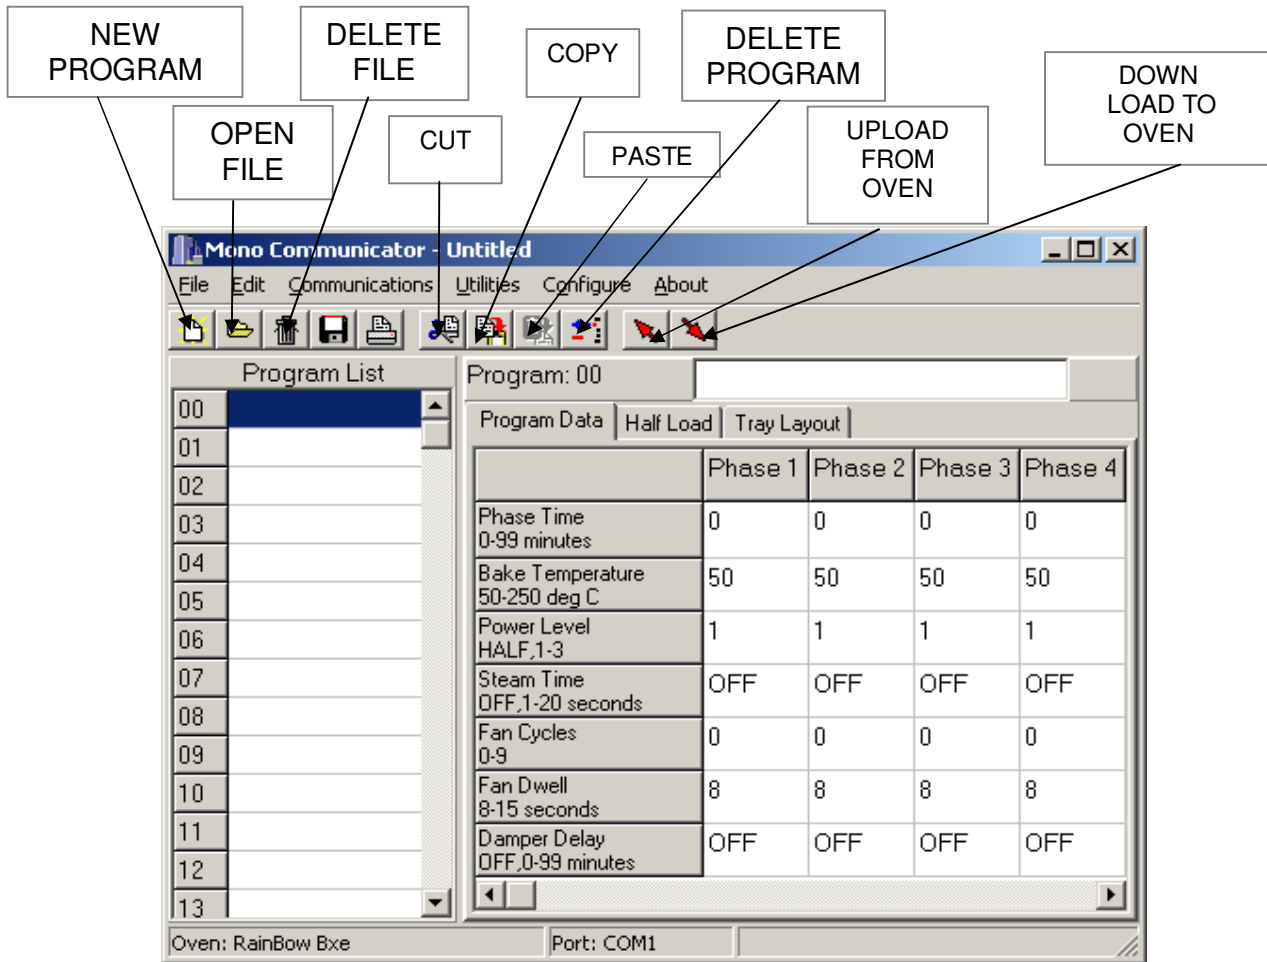 NEW
PROGRAM
DELETE
FILE
COPY
DELETE
PROGRAM
DOWN
LOAD TO
OVEN
OPEN
FILE
CUT
PASTE
UPLOAD
FROM
OVEN
Mono Communicator - Untitled
File Edit Communications Utilities Configure About
Program List
00
01
02
03
04
05
06
07
08
09
10
11
12
13
Program: 00
Program Data Half Load Tray Layout
Phase 1 Phase 2 Phase 3 Phase 4
Phase Time
0-99 minutes
0 0 0 0
Bake Temperature
50-250 deg C
50 50 50 50
Power Level
HALF,1-3
1 1 1 1
Steam Time
OFF,1-20 seconds
OFF OFF OFF OFF
Fan Cycles
0-9
0 0 0 0
Fan Dwell
8-15 seconds
8 8 8 8
Damper Delay
OFF,0-99 minutes
OFF OFF OFF OFF
Oven: RainBow Bxe Port: COM1